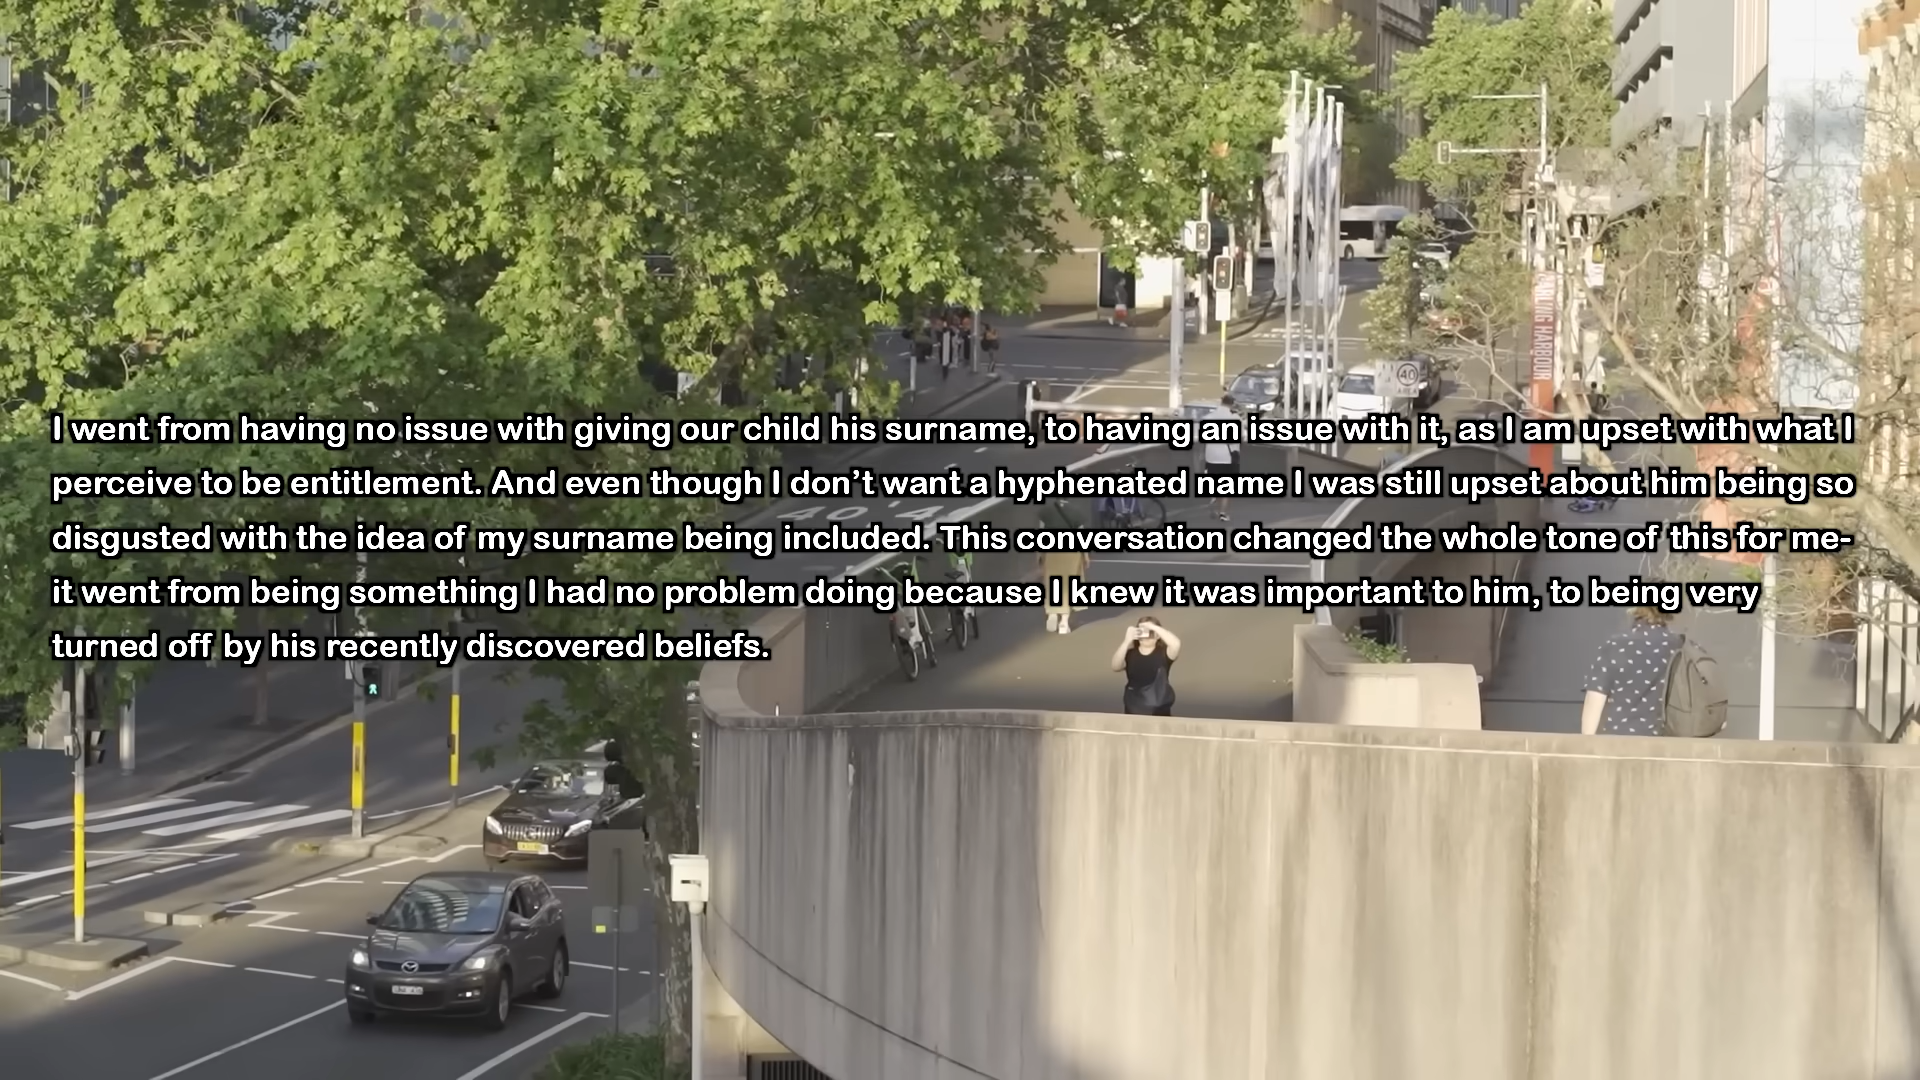 DARLING HARBOUR
40
I went from having no issue with giving our child his surname, to having an issue with it, as I am upset with what I
perceive to be entitlement. And even though I don’t want a hyphenated name I was still upset about him being so
disgusted with the idea of my surname being included. This conversation changed the whole tone of this for me-
it went from being something I had no problem doing because I knew it was important to him, to being very
turned off by his recently discovered beliefs.
40